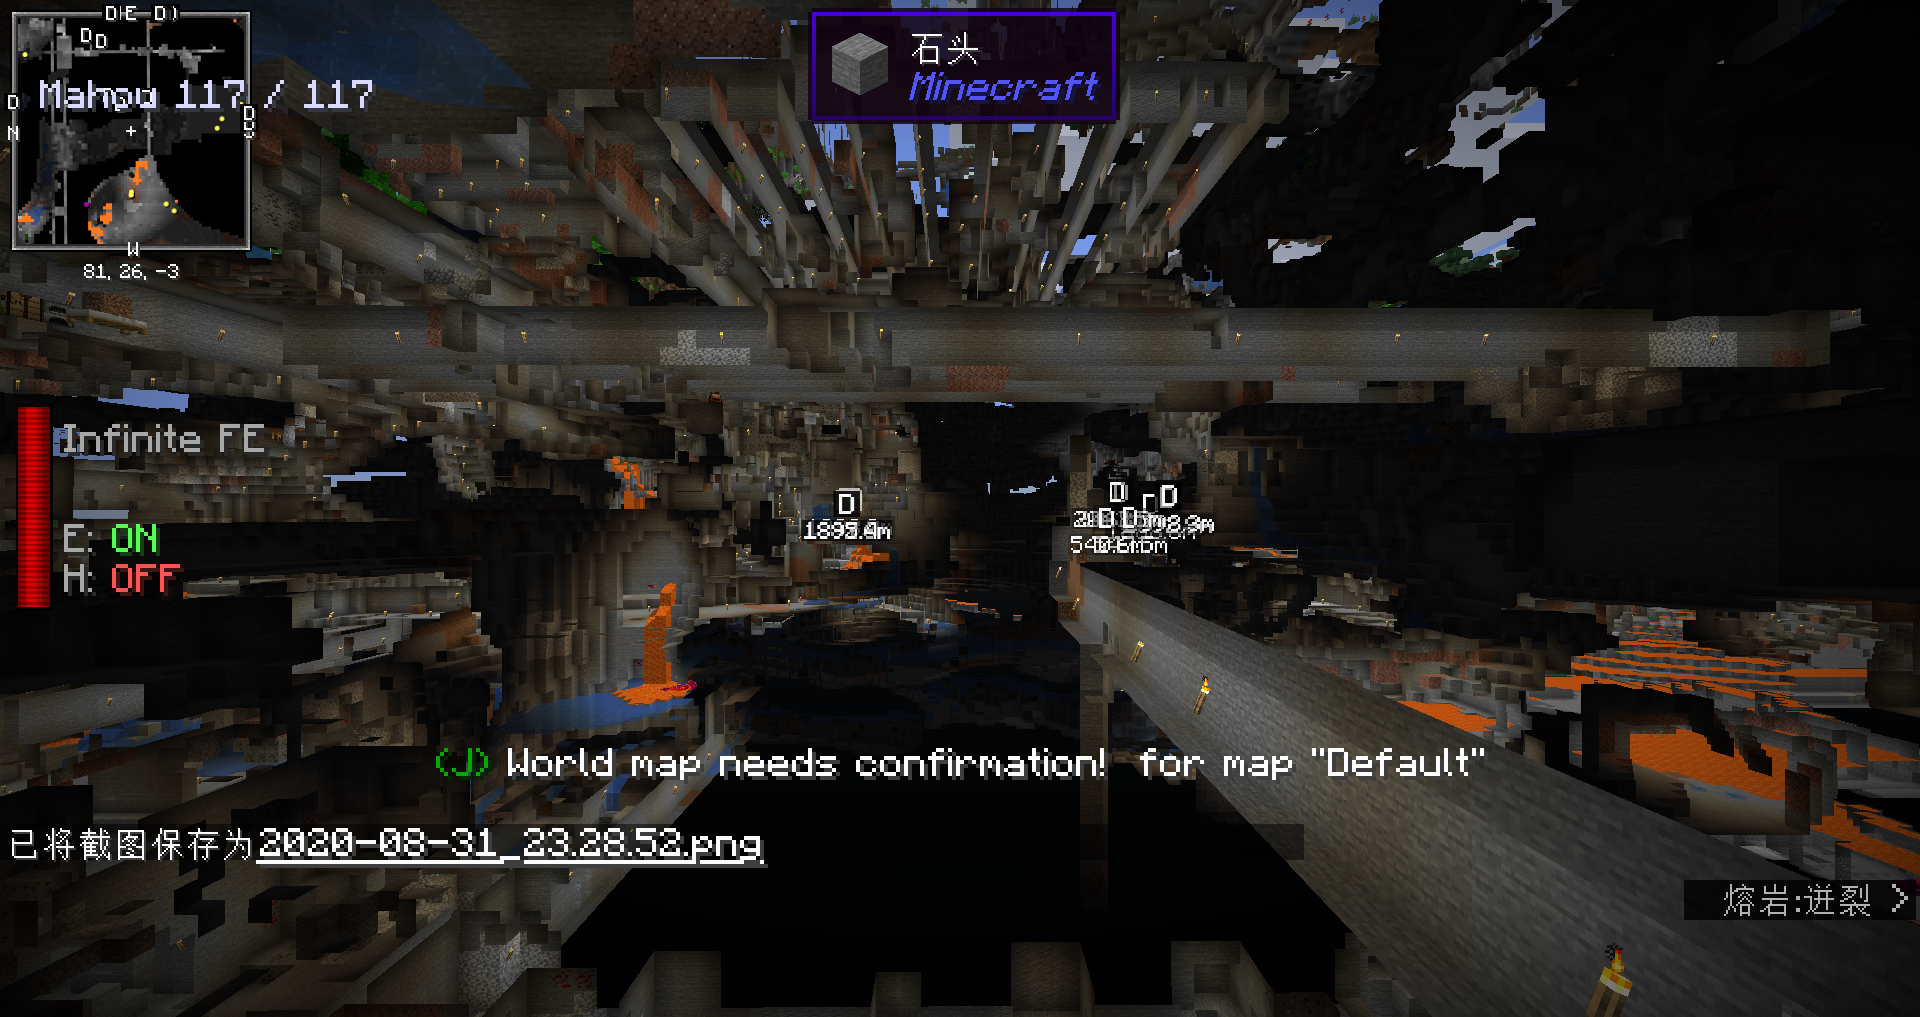 石头
Minecraft
Mahou 117 / 117
D
D
D
N
W
81, 26, -3
Infinite FE
E: ON
H: OFF
D
D
D
(J) World map needs confirmation!  for map "Default"
已将截图保存为2020-08-31_23.28.52.png
熔岩:迸裂 >